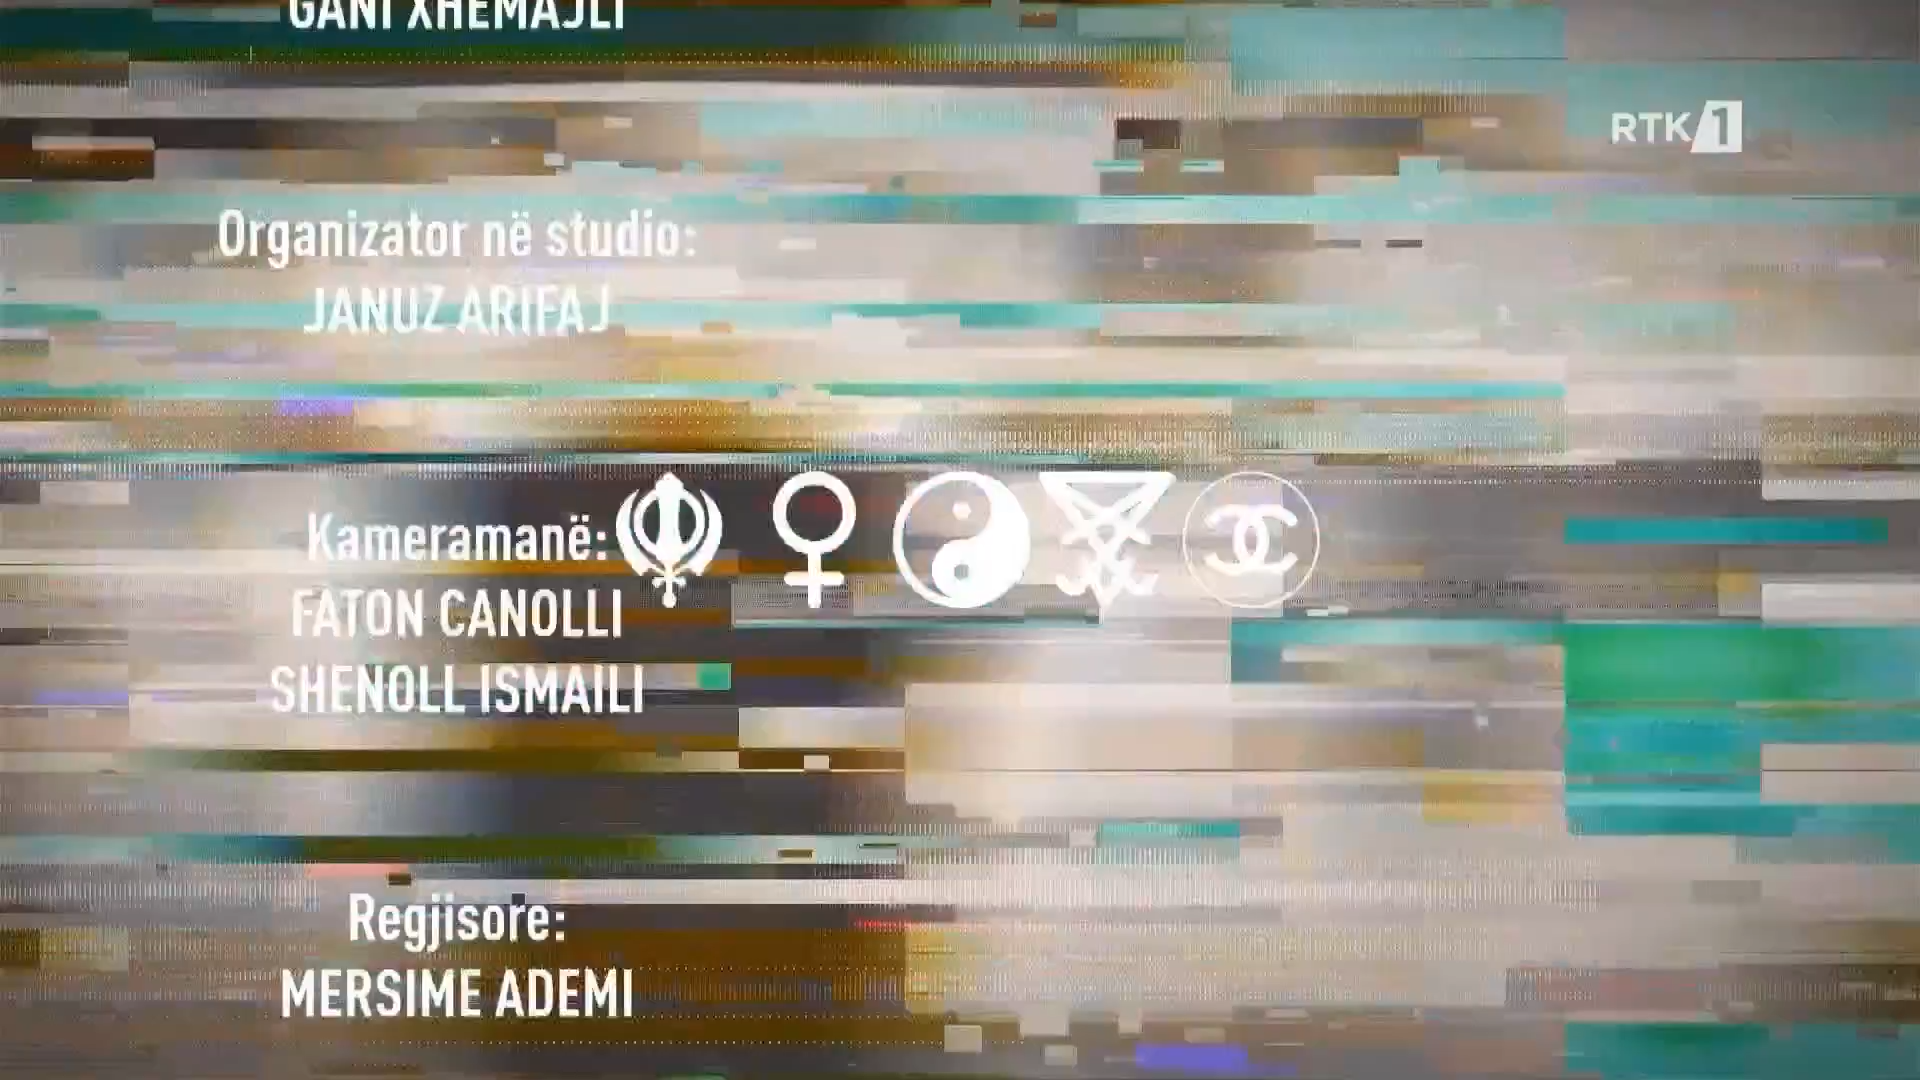 GANI XHEMAJLI
RTK 1
Organizator në studio:
JANUZ ARIFAJ
Kameramanë:
FATON CANOLLI
SHENOLL ISMAILI
Regjisore:
MERSIME ADEMI